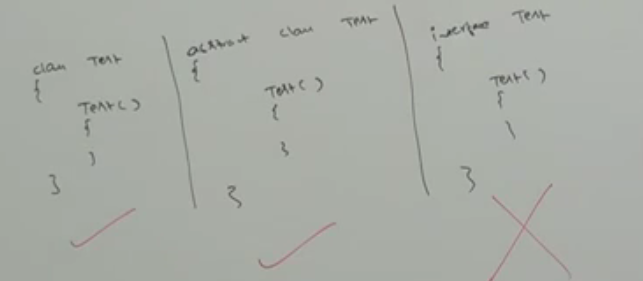 class Test
{
Test()
{
}
}
abstract class Test
{
Test()
{
}
}
interface Test
{
Test()
{
}
}